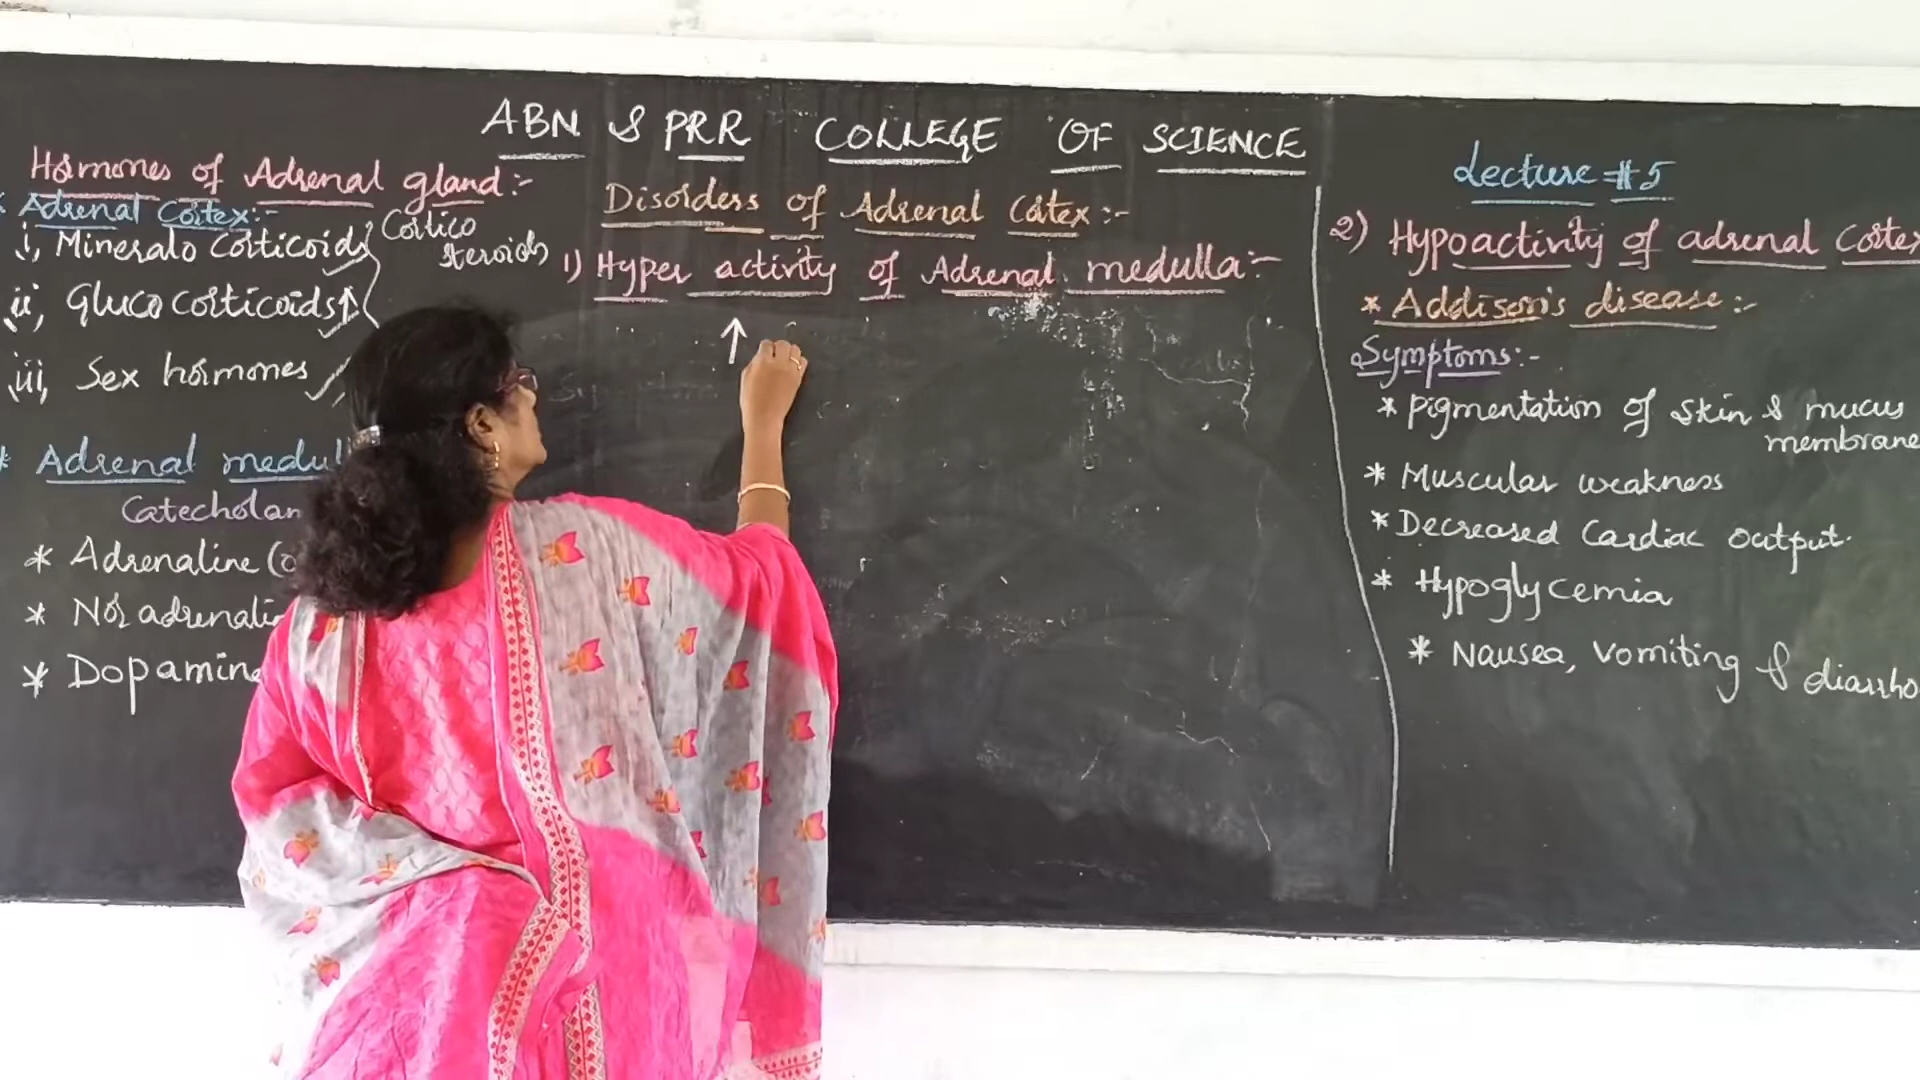 ABN & PRR COLLEGE OF SCIENCE
Hormones of Adrenal gland:-
* Adrenal Cortex:-
i, Mineralo Corticoids
Cortico
steroids
ii, Gluco corticoids↑
iii, Sex hormones
* Adrenal medull
Catecholam
* Adrenaline (o
* Nor adrenalin
* Dopamine
Disorders of Adrenal Cortex:-
1) Hyper activity of Adrenal medulla:-
↑
Lecture #5
2) Hypoactivity of adrenal Cortex
* Addison's disease:-
Symptoms:-
* Pigmentation of skin & mucus
membrane
* Muscular weakness
* Decreased Cardiac output.
* Hypoglycemia
* Nausea, vomiting & diarrho